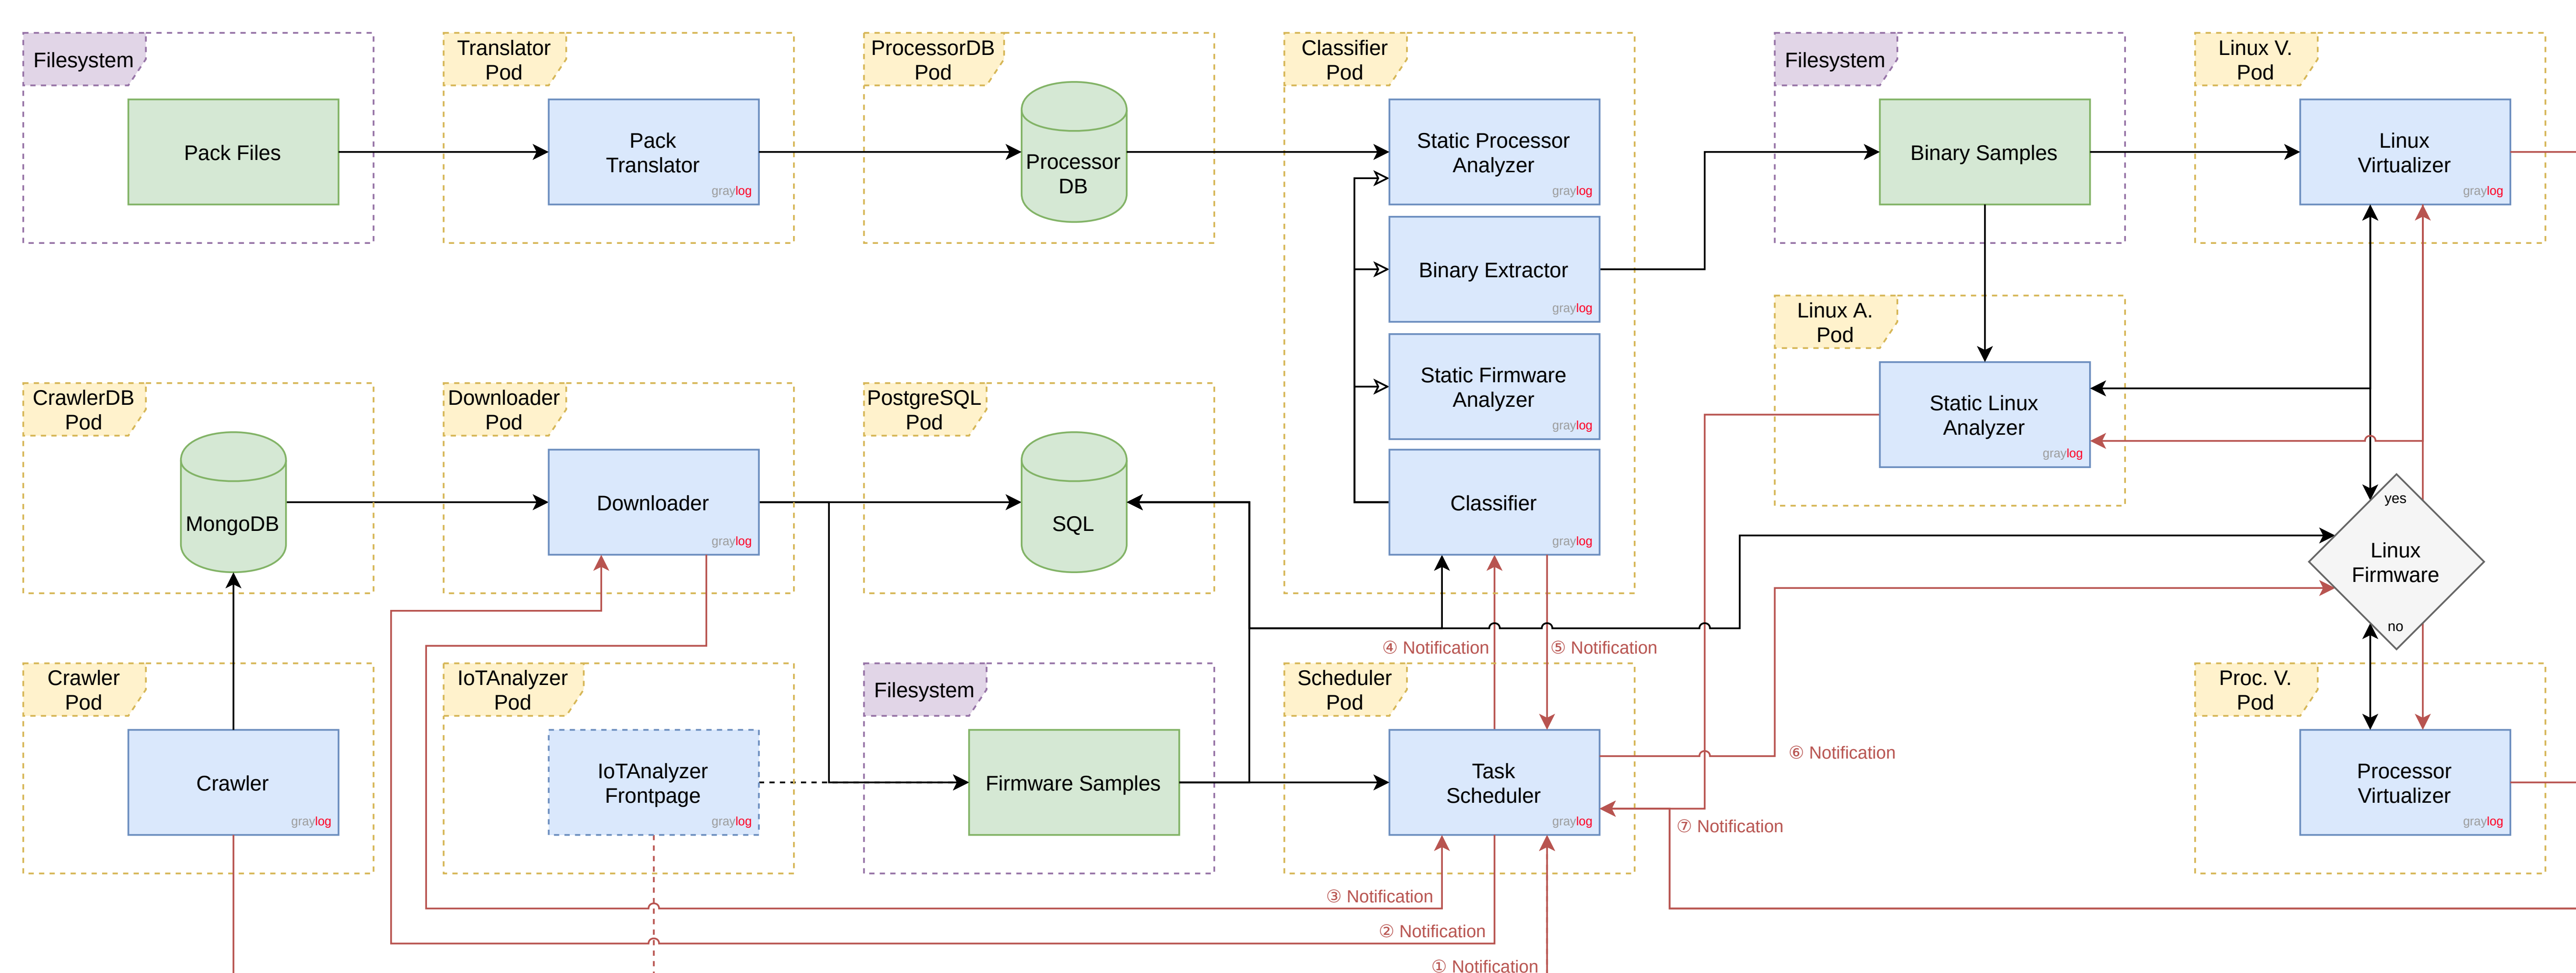 Filesystem
Pack Files
Translator
Pod
Pack
Translator
graylog
ProcessorDB
Pod
Processor
DB
Classifier
Pod
Static Processor
Analyzer
graylog
Binary Extractor
graylog
Static Firmware
Analyzer
graylog
Classifier
graylog
Filesystem
Binary Samples
Linux V.
Pod
Linux
Virtualizer
graylog
Linux A.
Pod
Static Linux
Analyzer
graylog
CrawlerDB
Pod
MongoDB
Downloader
Pod
Downloader
graylog
PostgreSQL
Pod
SQL
yes
Linux
Firmware
no
④ Notification
⑤ Notification
Crawler
Pod
Crawler
graylog
IoTAnalyzer
Pod
IoTAnalyzer
Frontpage
graylog
Filesystem
Firmware Samples
Scheduler
Pod
Task
Scheduler
graylog
⑥ Notification
⑦ Notification
Proc. V.
Pod
Processor
Virtualizer
graylog
③ Notification
② Notification
① Notification